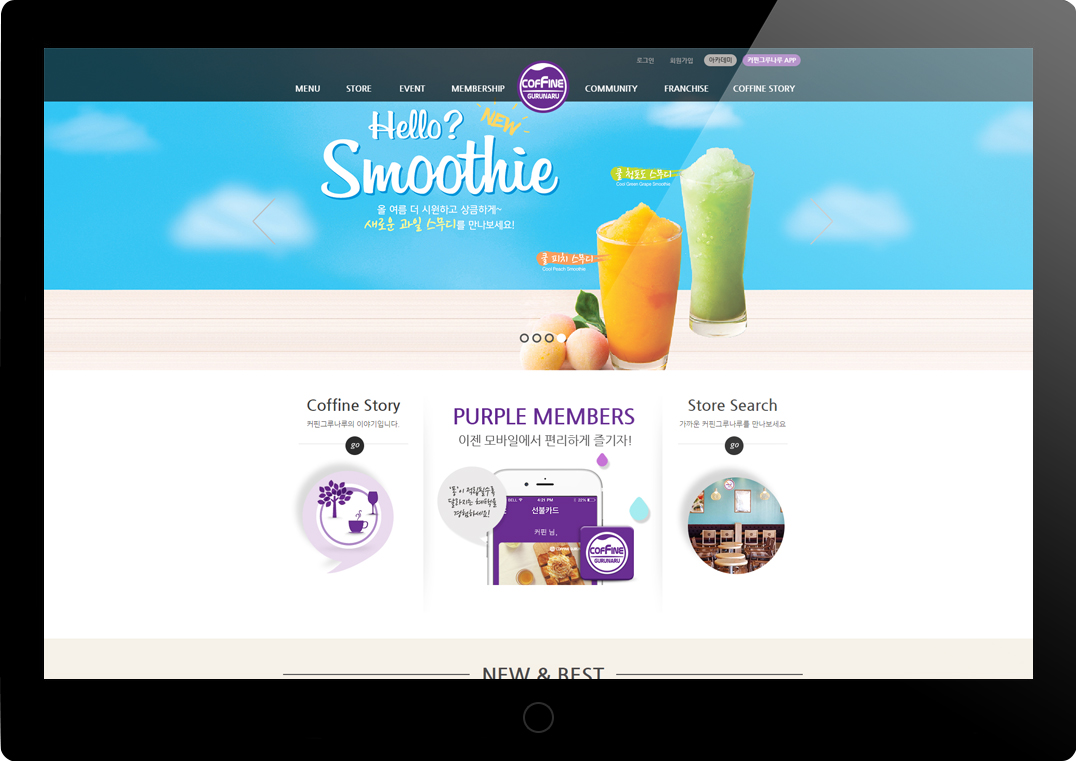 로그인 회원가입 아카데미 커핀그루나루 APP
MENU STORE EVENT MEMBERSHIP COFFINE GURUNARU COMMUNITY FRANCHISE COFFINE STORY
Hello?
NEW
Smoothie
올 여름 더 시원하고 상큼하게~
새로운 과일 스무디를 만나보세요!
쿨 청포도 스무디
Cool Green Grape Smoothie
쿨 피치 스무디
Cool Peach Smoothie
Coffine Story
커핀그루나루의 이야기입니다.
go
PURPLE MEMBERS
이젠 모바일에서 편리하게 즐기자!
달라지는 혜택을
경험하세요!
BELL 4:21 PM 22%
선불카드
커핀 님,
COFFINE
GURUNARU
Store Search
가까운 커핀그루나루를 만나보세요
go
NEW & BEST